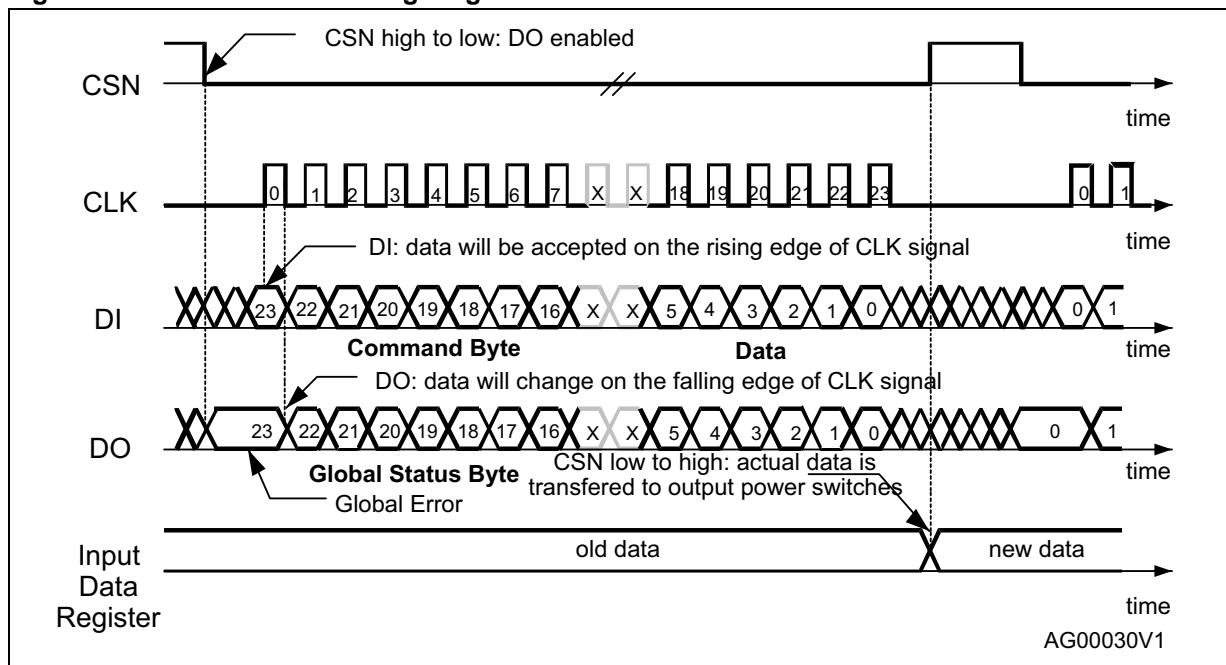 CSN high to low: DO enabled
CSN
time
0 1 2 3 4 5 6 7 X X 18 19 20 21 22 23 0 1
CLK
time
DI: data will be accepted on the rising edge of CLK signal
23 22 21 20 19 18 17 16 X X 5 4 3 2 1 0 0 1
DI
time
Command Byte Data
DO: data will change on the falling edge of CLK signal
23 22 21 20 19 18 17 16 X X 5 4 3 2 1 0 0 1
DO
time
Global Status Byte
CSN low to high: actual data is
transfered to output power switches
Global Error
old data new data
Input
Data
Register
time
AG00030V1